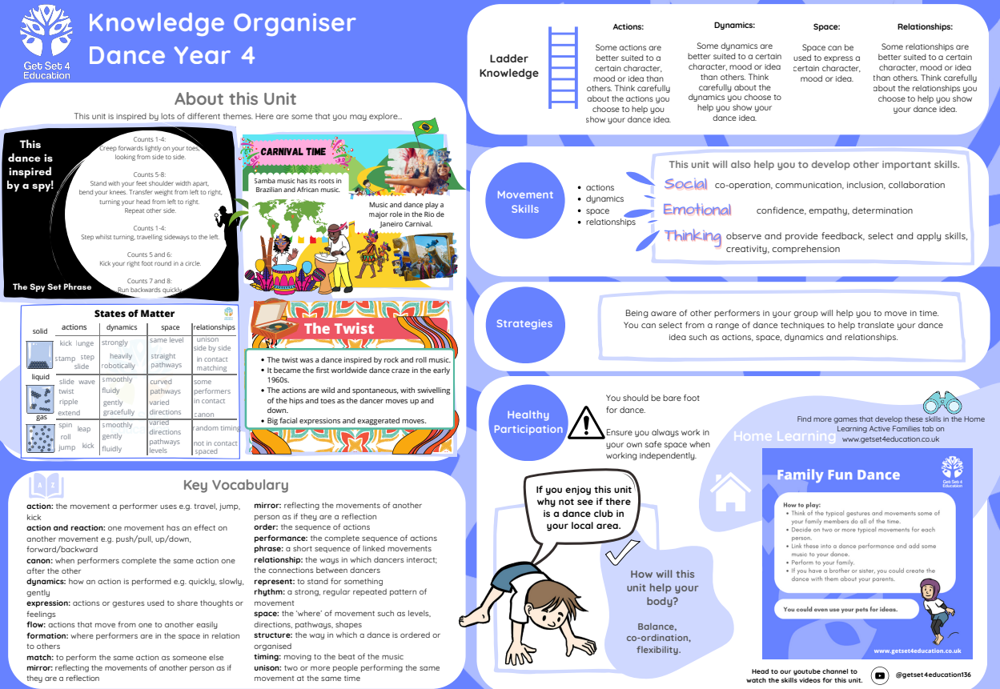 Get Set 4
Education
Knowledge Organiser
Dance Year 4
About this Unit
This unit is inspired by lots of different themes. Here are some that you may explore...
This
dance is
inspired
by a spy!
Counts 1-4:
Creep forwards lightly on your toes,
looking from side to side.
Counts 5-8:
Stand with your feet shoulder width apart,
bend your knees. Transfer weight from left to right,
turning your head from left to right.
Repeat other side.
Counts 1-4:
Step whilst turning, travelling sideways to the left.
Counts 5 and 6:
Kick your right foot round in a circle.
Counts 7 and 8:
Run backwards quickly.
The Spy Set Phrase
CARNIVAL TIME
Samba music has its roots in
Brazilian and African music.
Music and dance play a
major role in the Rio de
Janeiro Carnival.
States of Matter
actions dynamics space relationships
solid
kick lunge
stamp step
slide
strongly
heavily
robotically
same level
straight
pathways
unison
side by side
in contact
matching
liquid
slide wave
twist
ripple
extend
smoothly
fluidy
gently
gracefully
curved
pathways
varied
directions
some
performers
in contact
canon
gas
spin
leap
roll
jump kick
smoothly
gently
fluidly
varied
directions
pathways
levels
random timing
not in contact
spaced
The Twist
• The twist was a dance inspired by rock and roll music.
• It became the first worldwide dance craze in the early
1960s.
• The actions are wild and spontaneous, with swivelling
of the hips and toes as the dancer moves up and
down.
• Big facial expressions and exaggerated moves.
A Z
Key Vocabulary
action: the movement a performer uses e.g. travel, jump,
kick
action and reaction: one movement has an effect on
another movement e.g. push/pull, up/down,
forward/backward
canon: when performers complete the same action one
after the other
dynamics: how an action is performed e.g. quickly, slowly,
gently
expression: actions or gestures used to share thoughts or
feelings
flow: actions that move from one to another easily
formation: where performers are in the space in relation
to others
match: to perform the same action as someone else
mirror: reflecting the movements of another person as if
they are a reflection
mirror: reflecting the movements of another
person as if they are a reflection
order: the sequence of actions
performance: the complete sequence of actions
phrase: a short sequence of linked movements
relationship: the ways in which dancers interact;
the connections between dancers
represent: to stand for something
rhythm: a strong, regular repeated pattern of
movement
space: the ‘where’ of movement such as levels,
directions, pathways, shapes
structure: the way in which a dance is ordered or
organised
timing: moving to the beat of the music
unison: two or more people performing the same
movement at the same time
Ladder
Knowledge
Actions:
Some actions are
better suited to a
certain character,
mood or idea than
others. Think carefully
about the actions you
choose to help you
show your dance idea.
Dynamics:
Some dynamics are
better suited to a certain
character, mood or idea
than others. Think
carefully about the
dynamics you choose to
help you show your
dance idea.
Space:
Space can be
used to express a
certain character,
mood or idea.
Relationships:
Some relationships are
better suited to a certain
character, mood or idea
than others. Think carefully
about the relationships you
choose to help you show
your dance idea.
Movement
Skills
• actions
• dynamics
• space
• relationships
This unit will also help you to develop other important skills.
Social co-operation, communication, inclusion, collaboration
Emotional confidence, empathy, determination
Thinking observe and provide feedback, select and apply skills,
creativity, comprehension
Strategies
Being aware of other performers in your group will help you to move in time.
You can select from a range of dance techniques to help translate your dance
idea such as actions, space, dynamics and relationships.
Healthy
Participation
You should be bare foot
for dance.
Ensure you always work in
your own safe space when
working independently.
If you enjoy this unit
why not see if there
is a dance club in
your local area.
How will this
unit help your
body?
Balance,
co-ordination,
flexibility.
Home Learning
Find more games that develop these skills in the Home
Learning Active Families tab on
www.getset4education.co.uk
Family Fun Dance
Get Set 4
Education
How to play:
• Think of the typical gestures and movements some of
your family members do all of the time.
• Decide on two or more typical movements for each
person.
• Link these into a dance performance and add some
music to your dance.
• Perform to your family.
• If you have a brother or sister, you could create the
dance with them about your parents.
You could even use your pets for ideas.
www.getset4education.co.uk
Head to our youtube channel to
watch the skills videos for this unit.
@getset4education136